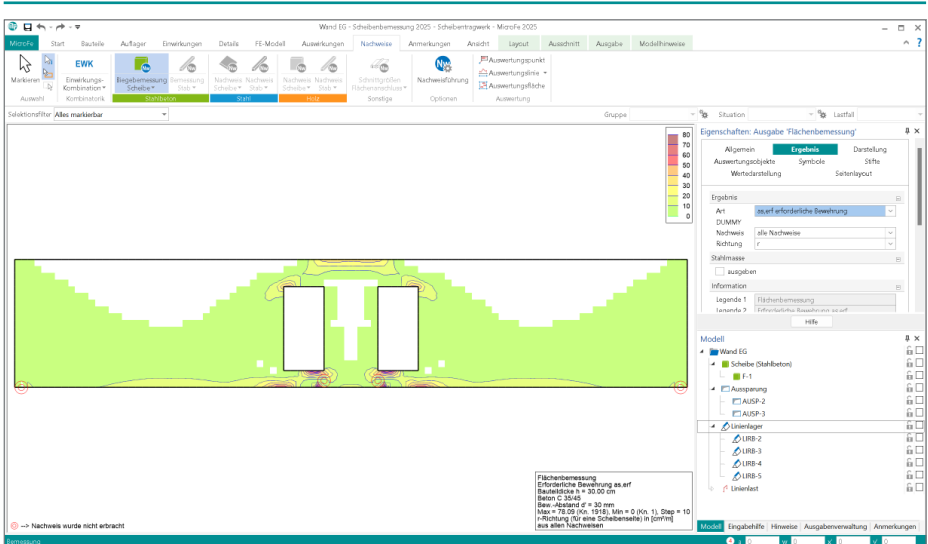 Wand EG - Scheibenbemessung 2025 - Scheibentragwerk - MicroFe 2025
MicroFe Start Bauteile Auflager Einwirkungen Details FE-Modell Auswirkungen Nachweise Anmerkungen Ansicht Layout Ausschnitt Ausgabe Modellhinweise
Markieren
EWK
Einwirkungs-
Kombination
Biegebemessung
Scheibe
Bemessung
Stab
Nachweis
Scheibe
Nachweis
Stab
Nachweis
Scheibe
Nachweis
Stab
Schnittgrößen
Flächenanschluss
Nachweisführung
Auswertungspunkt
Auswertungslinie
Auswertungsfläche
Auswahl Kombinatorik Stahlbeton Stahl Holz Sonstige Optionen Auswertung
Selektionsfilter Alles markierbar Gruppe Situation Lastfall
80
70
60
50
40
30
20
10
0
Flächenbemessung
Erforderliche Bewehrung as,erf
Bauteildicke h = 30.00 cm
Beton C 35/45
Bew.-Abstand d' = 30 mm
Max = 78.09 (Kn. 1918), Min = 0 (Kn. 1), Step = 10
r-Richtung (für eine Scheibenseite) in [cm²/m]
aus allen Nachweisen
--> Nachweis wurde nicht erbracht
Eigenschaften: Ausgabe 'Flächenbemessung'
Allgemein Ergebnis Darstellung
Auswertungsobjekte Symbole Stifte
Wertedarstellung Seitenlayout
Ergebnis
Art as,erf erforderliche Bewehrung
DUMMY
Nachweis alle Nachweise
Richtung r
Stahlmasse
ausgeben
Information
Legende 1 Flächenbemessung
Legende 2 Erforderliche Bewehrung as,erf
Hilfe
Modell
Wand EG
Scheibe (Stahlbeton)
F-1
Aussparung
AUSP-2
AUSP-3
Linienlager
LIRB-2
LIRB-3
LIRB-4
LIRB-5
Linienlast
Modell Eingabehilfe Hinweise Ausgabenverwaltung Anmerkungen
Bemessung